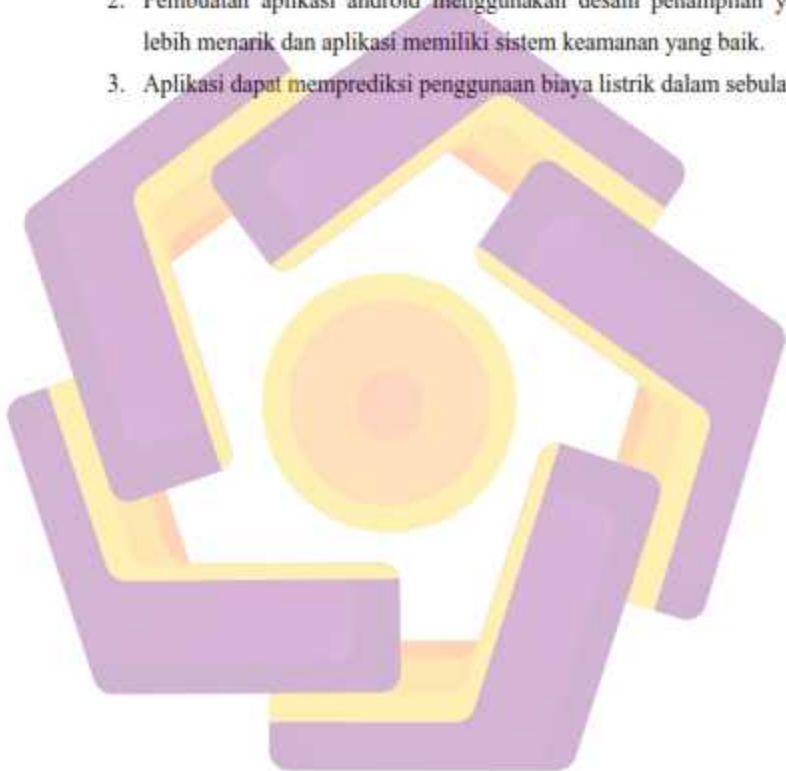 2. Pembuatan aplikasi android menggunakan desain penampilan
lebih menarik dan aplikasi memiliki sistem keamanan yang baik.
3. Aplikasi dapat memprediksi penggunaan biaya listrik dalam sebula